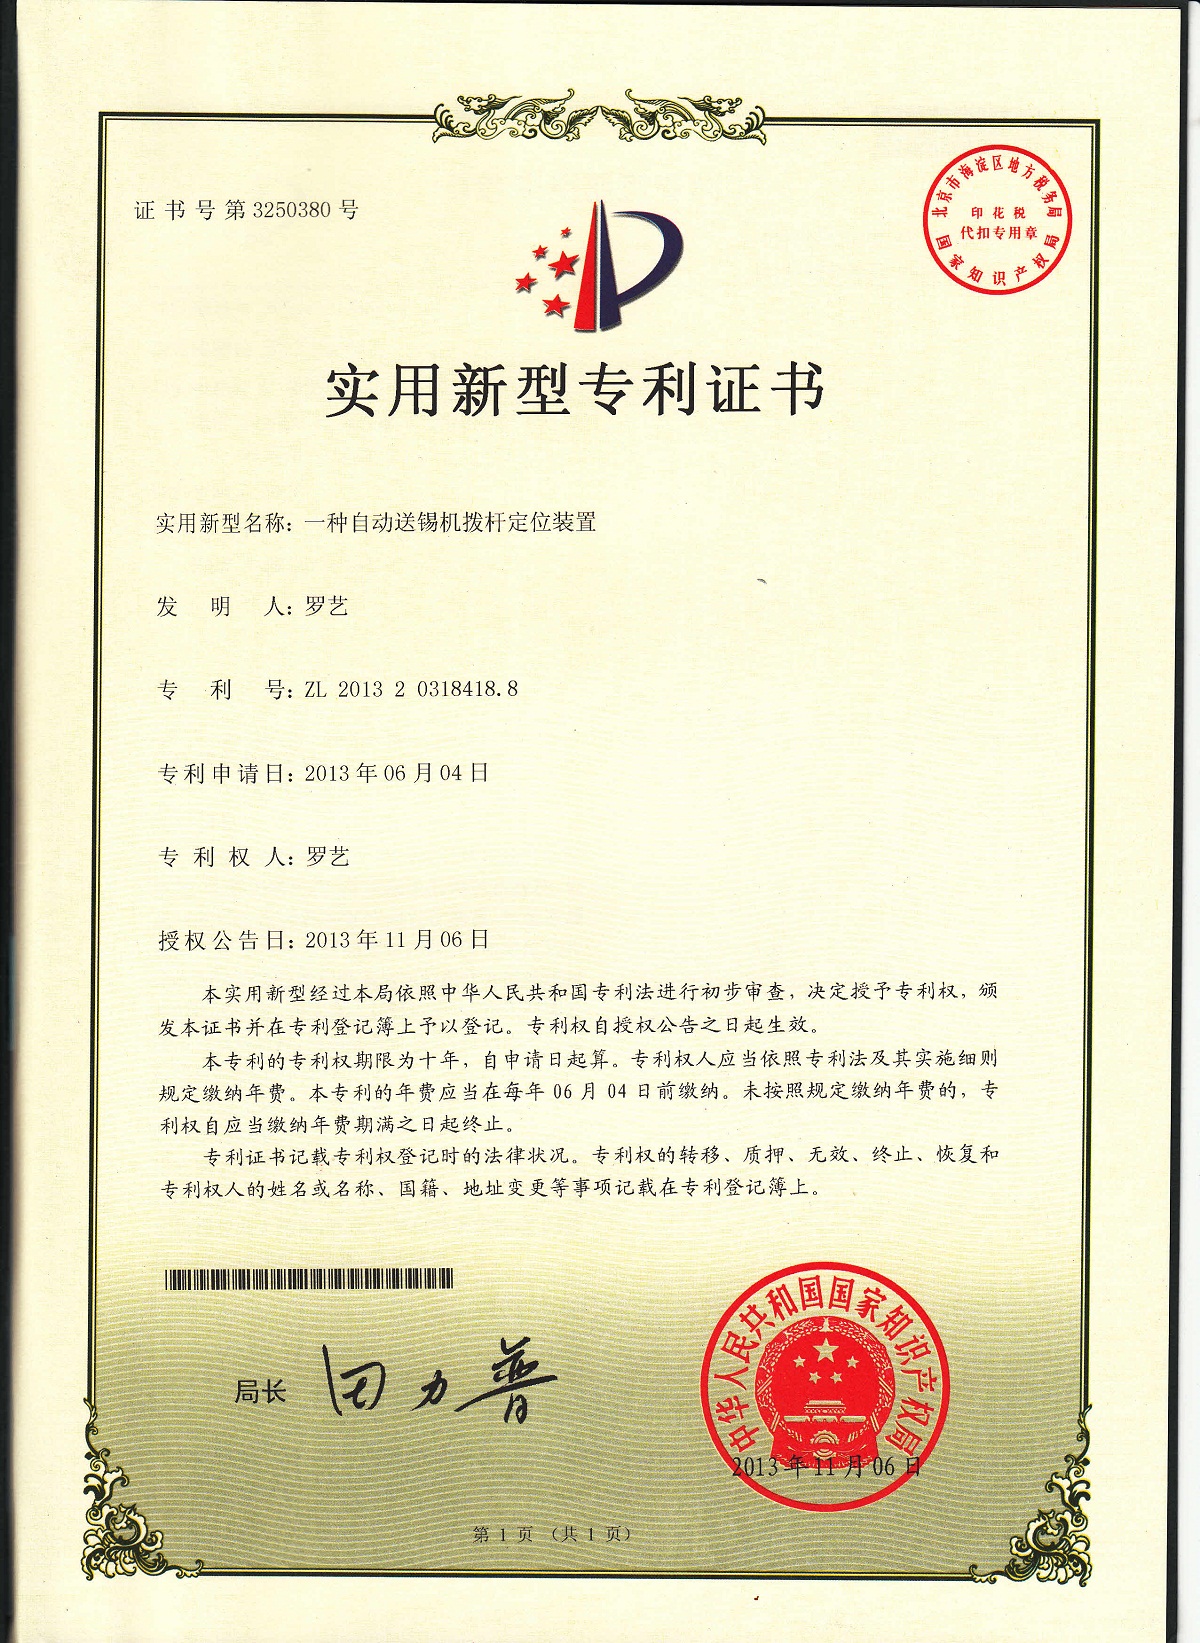 证书号第3250380号
北京市海淀区地方税务局
印花税
代扣专用章
国家知识产权局
实用新型专利证书
实用新型名称：一种自动送锡机拨杆定位装置
发明人：罗艺
专利号：ZL 2013 2 0318418.8
专利申请日：2013年06月04日
专利权人：罗艺
授权公告日：2013年11月06日
本实用新型经过本局依照中华人民共和国专利法进行初步审查，决定授予专利权，颁
发本证书并在专利登记簿上予以登记。专利权自授权公告之日起生效。
本专利的专利权期限为十年，自申请日起算。专利权人应当依照专利法及其实施细则
规定缴纳年费。本专利的年费应当在每年06月04日前缴纳。未按照规定缴纳年费的，专
利权自应当缴纳年费期满之日起终止。
专利证书记载专利权登记时的法律状况。专利权的转移、质押、无效、终止、恢复和
专利权人的姓名或名称、国籍、地址变更等事项记载在专利登记簿上。
局长 田力普
中华人民共和国国家知识产权局
2013年11月06日
第1页（共1页）